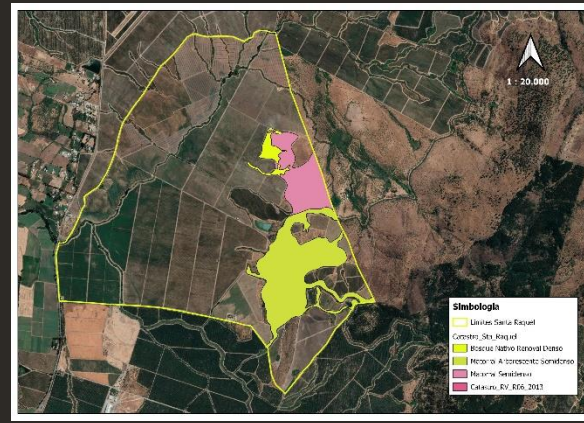 1 : 20.000
Simbología
Limites Santa Raquel
Catastro_Sta_Raquel
Bosque Nativo Renoval Denso
Matorral Arborescente Semidenso
Matorral Semidenso
Catastro_RV_R06_2013